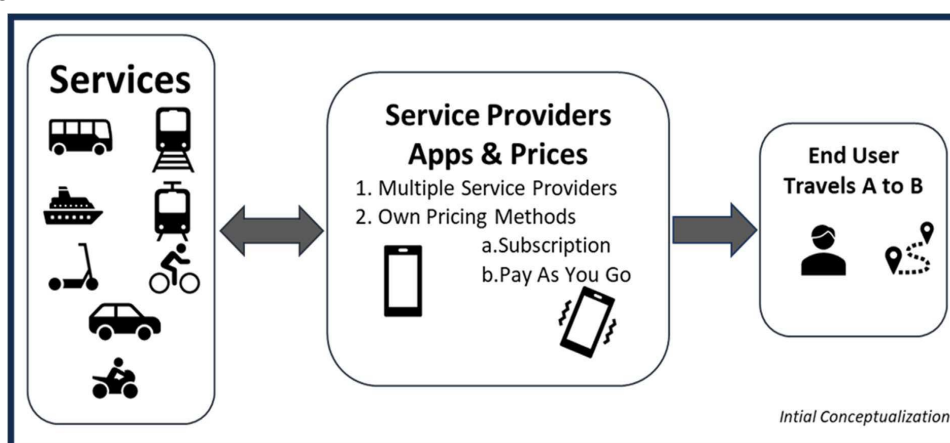 Services
Service Providers
Apps & Prices
1. Multiple Service Providers
2. Own Pricing Methods
a.Subscription
b.Pay As You Go
End User
Travels A to B
Intial Conceptualization